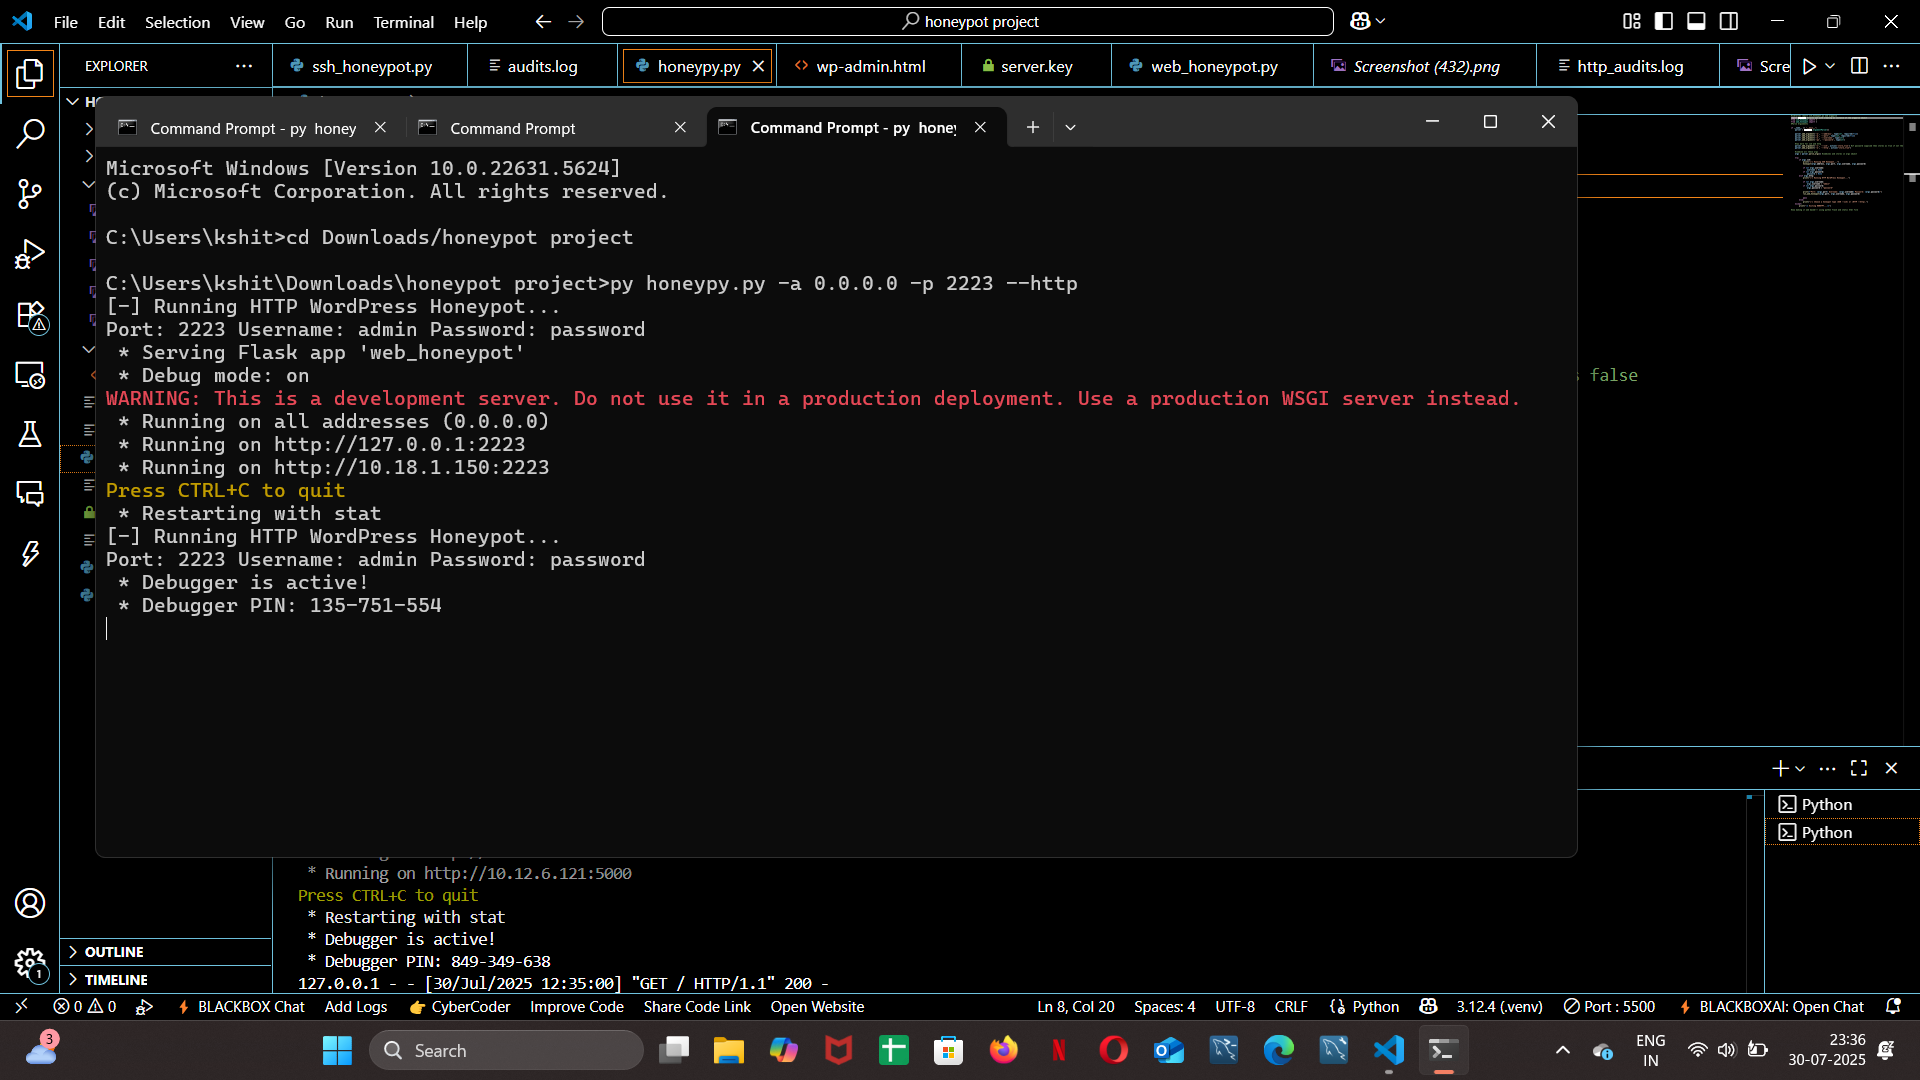 File Edit Selection View Go Run Terminal Help
honeypot project
EXPLORER
ssh_honeypot.py
audits.log
honeypy.py
wp-admin.html
server.key
web_honeypot.py
Screenshot (432).png
http_audits.log
Scre
Command Prompt - py honey
Command Prompt
Command Prompt - py hone
Microsoft Windows [Version 10.0.22631.5624]
(c) Microsoft Corporation. All rights reserved.
C:\Users\kshit>cd Downloads/honeypot project
C:\Users\kshit\Downloads\honeypot project>py honeypy.py -a 0.0.0.0 -p 2223 --http
[-] Running HTTP WordPress Honeypot...
Port: 2223 Username: admin Password: password
* Serving Flask app 'web_honeypot'
* Debug mode: on
WARNING: This is a development server. Do not use it in a production deployment. Use a production WSGI server instead.
* Running on all addresses (0.0.0.0)
* Running on http://127.0.0.1:2223
* Running on http://10.18.1.150:2223
Press CTRL+C to quit
* Restarting with stat
[-] Running HTTP WordPress Honeypot...
Port: 2223 Username: admin Password: password
* Debugger is active!
* Debugger PIN: 135-751-554
false
Python
Python
* Running on http://10.12.6.121:5000
Press CTRL+C to quit
* Restarting with stat
* Debugger is active!
* Debugger PIN: 849-349-638
127.0.0.1 - - [30/Jul/2025 12:35:00] "GET / HTTP/1.1" 200 -
OUTLINE
TIMELINE
1
0 0 BLACKBOX Chat Add Logs CyberCoder Improve Code Share Code Link Open Website
Ln 8, Col 20 Spaces: 4 UTF-8 CRLF Python 3.12.4 (.venv) Port : 5500 BLACKBOXAI: Open Chat
3
Search
ENG
IN
23:36
30-07-2025